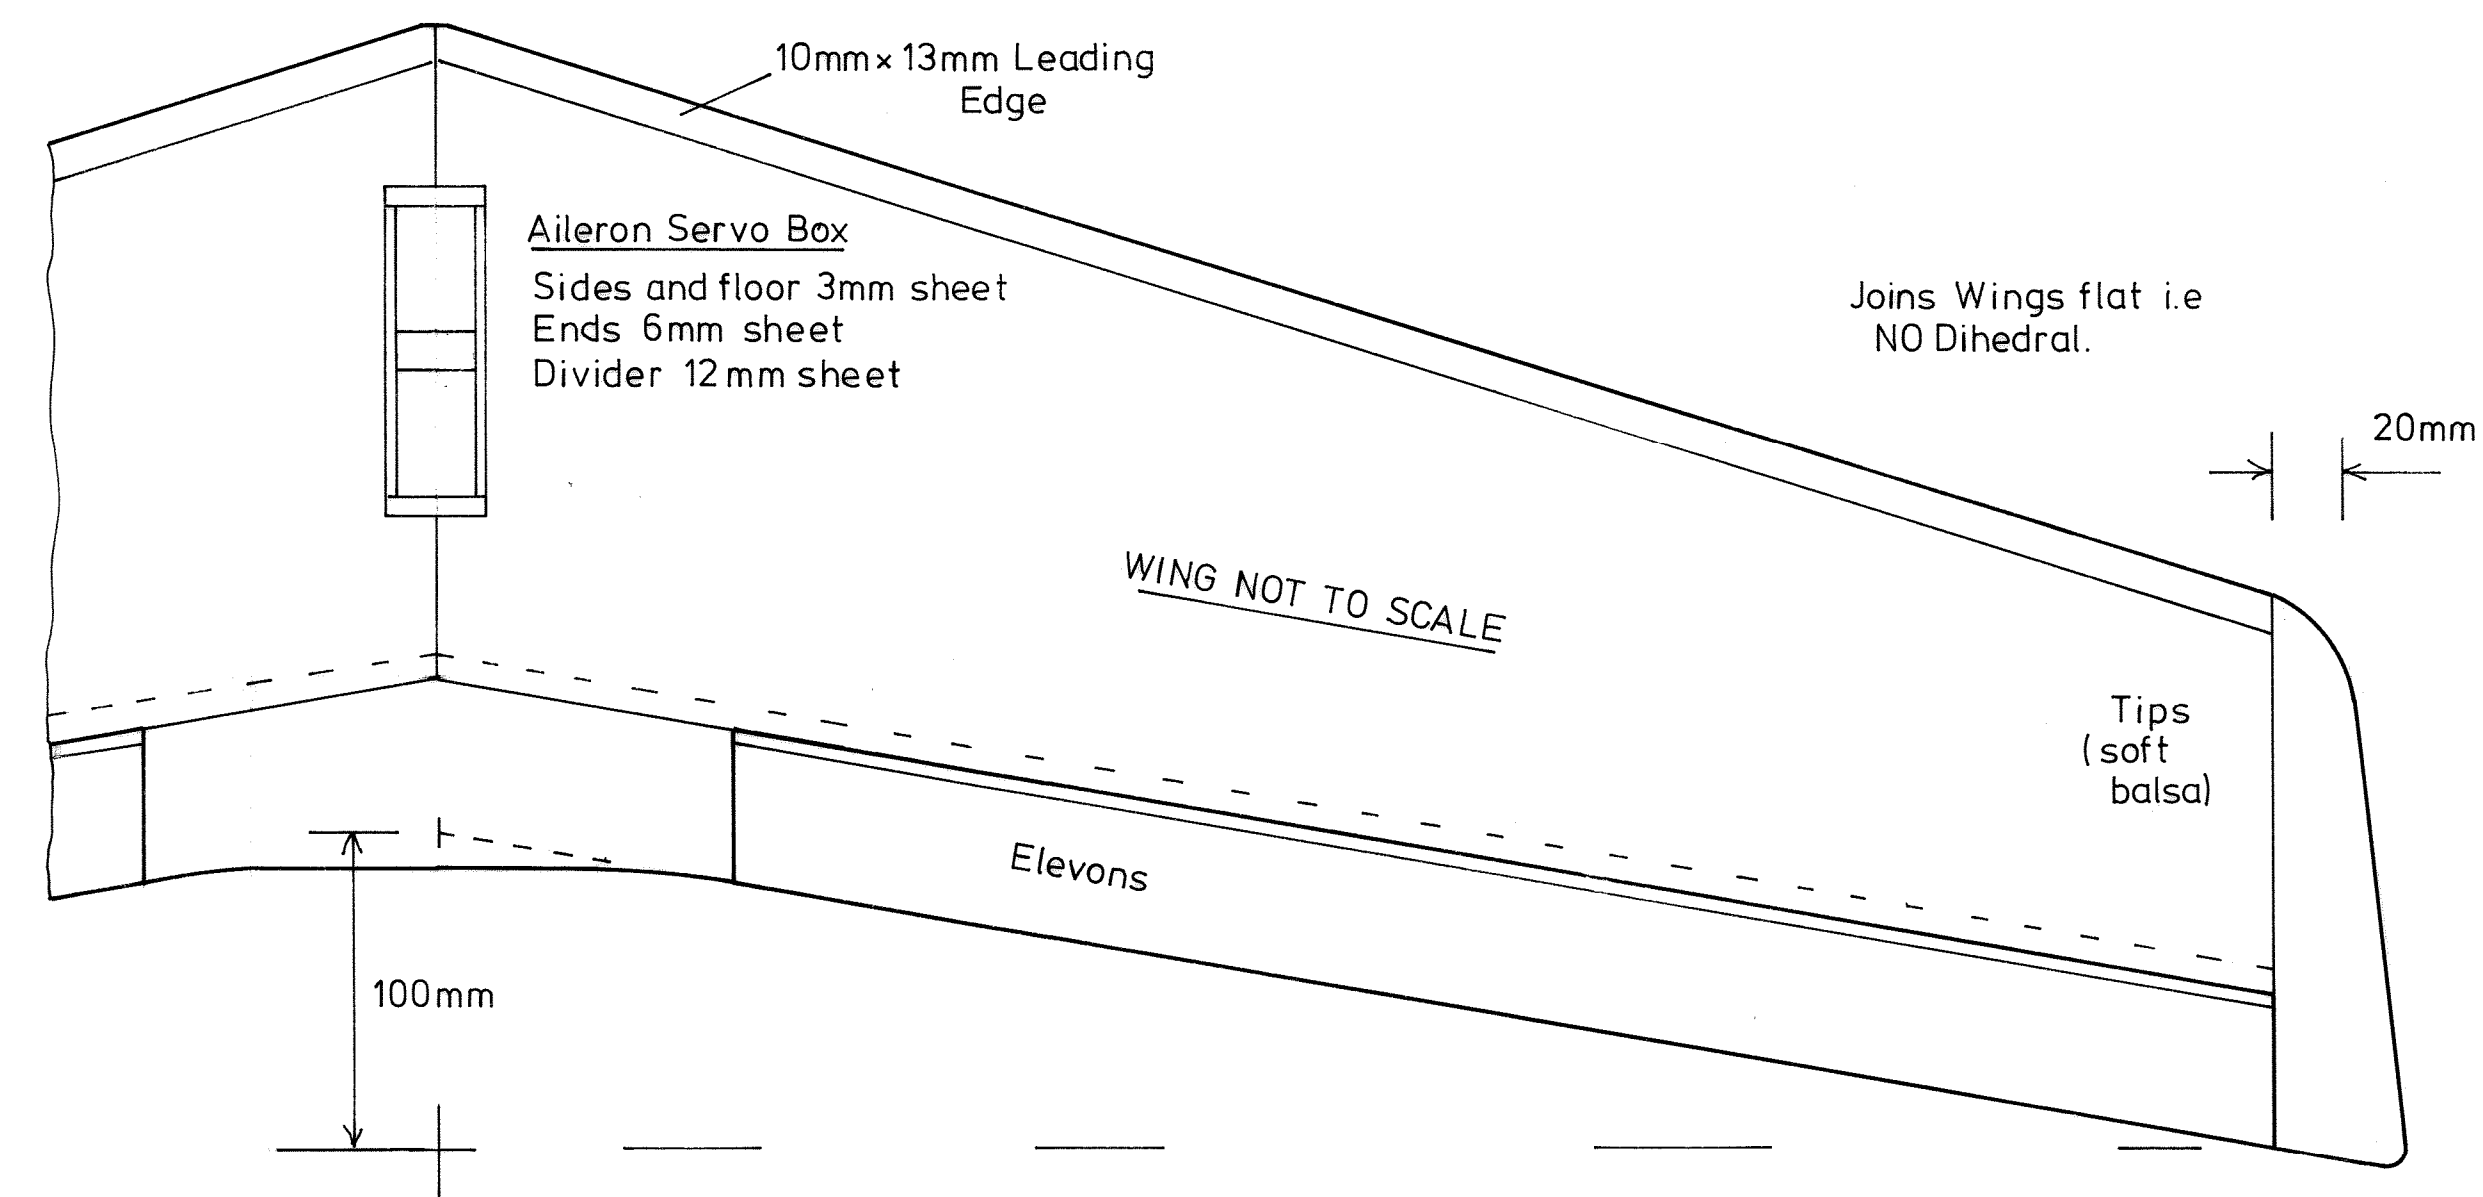 10mm x 13mm Leading
Edge
Aileron Servo Box
Sides and floor 3mm sheet
Ends 6mm sheet
Divider 12mm sheet
Joins Wings flat i.e
NO Dihedral.
20mm
WING NOT TO SCALE
Tips
(soft
balsa)
Elevons
100mm